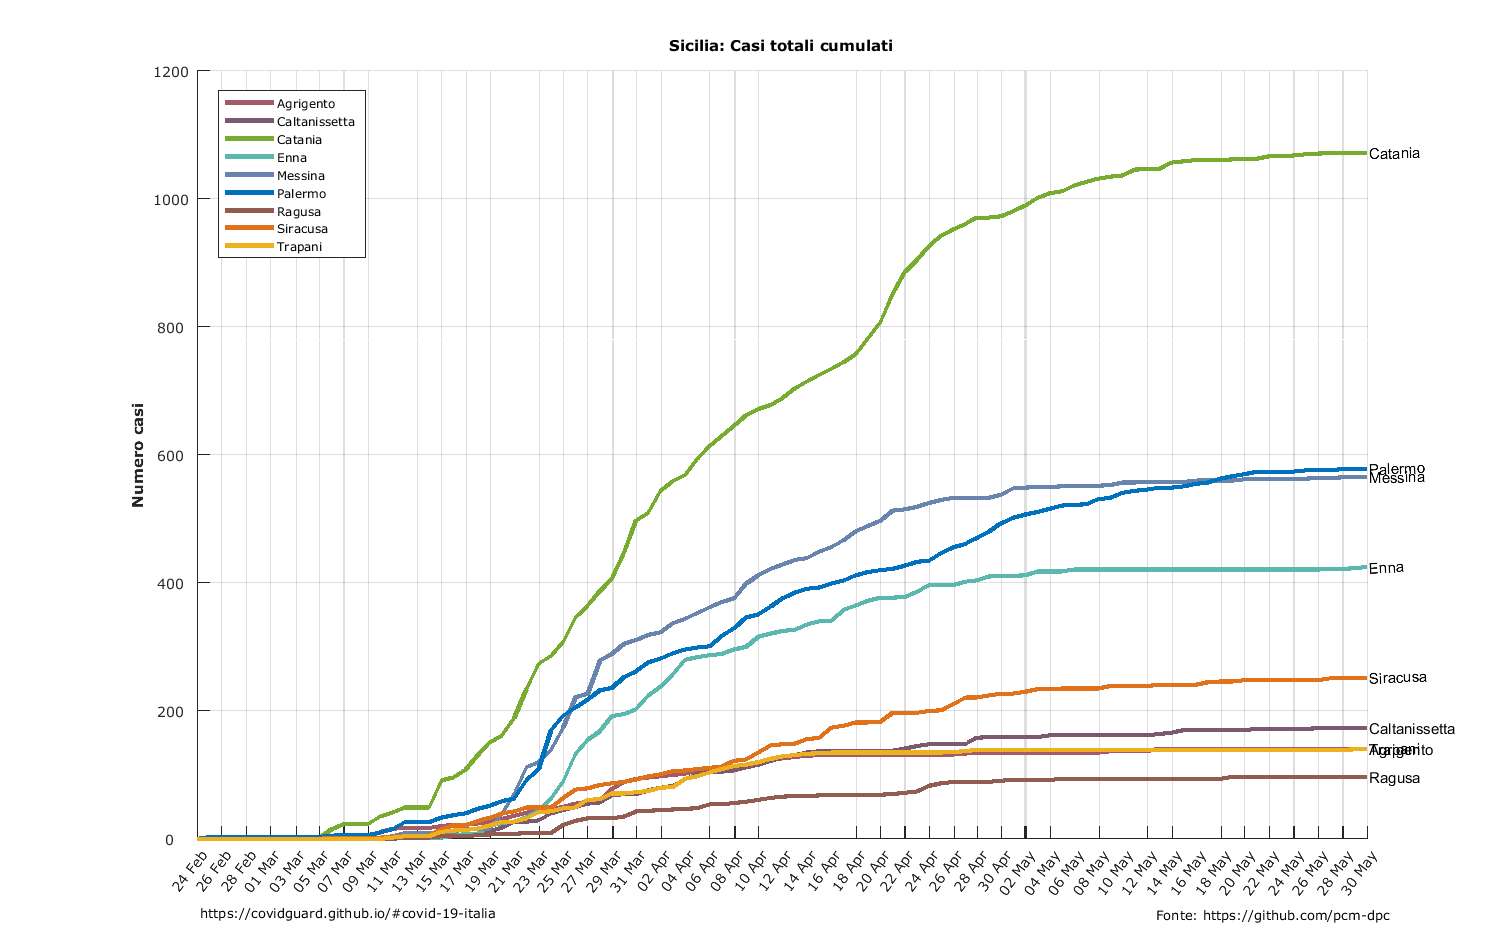 Sicilia: Casi totali cumulati
Numero casi
1200
1000
800
600
400
200
0
Agrigento
Caltanissetta
Catania
Enna
Messina
Palermo
Ragusa
Siracusa
Trapani
Catania
Palermo
Messina
Enna
Siracusa
Caltanissetta
Trapani
Agrigento
Ragusa
24 Feb
26 Feb
28 Feb
01 Mar
03 Mar
05 Mar
07 Mar
09 Mar
11 Mar
13 Mar
15 Mar
17 Mar
19 Mar
21 Mar
23 Mar
25 Mar
27 Mar
29 Mar
31 Mar
02 Apr
04 Apr
06 Apr
08 Apr
10 Apr
12 Apr
14 Apr
16 Apr
18 Apr
20 Apr
22 Apr
24 Apr
26 Apr
28 Apr
30 Apr
02 May
04 May
06 May
08 May
10 May
12 May
14 May
16 May
18 May
20 May
22 May
24 May
26 May
28 May
30 May
https://covidguard.github.io/#covid-19-italia
Fonte: https://github.com/pcm-dpc